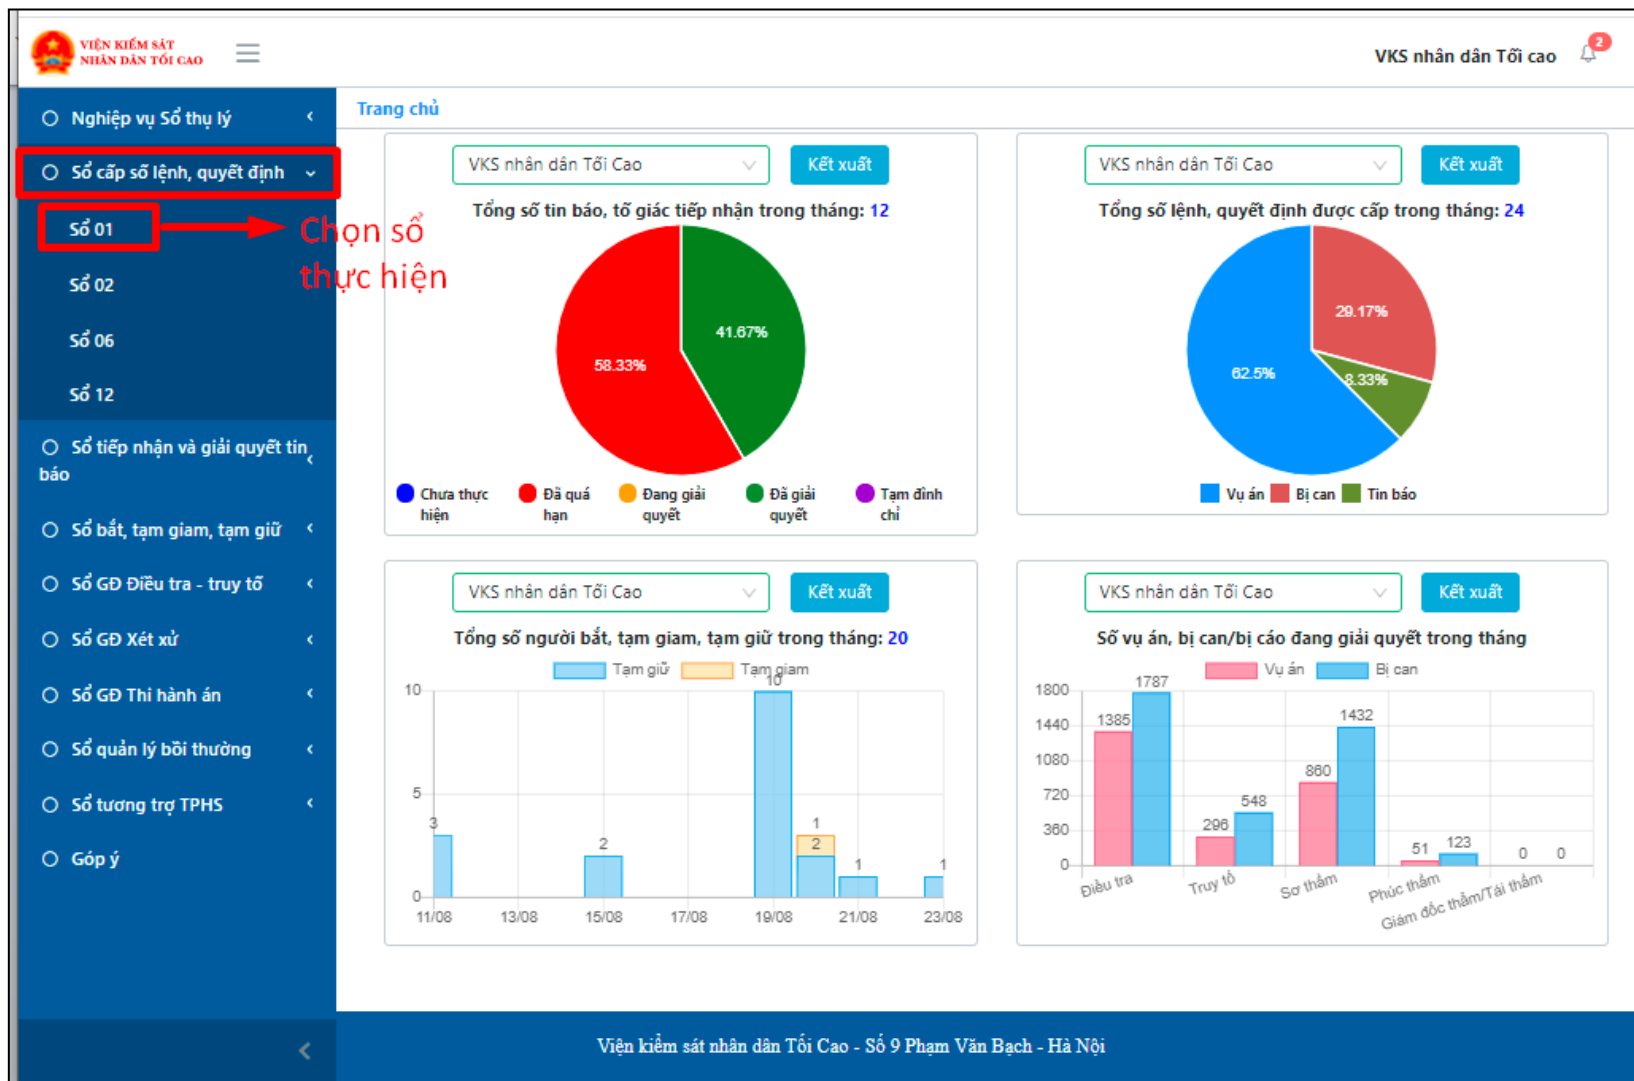 VIỆN KIỂM SÁT
NHÂN DÂN TỐI CAO
VKS nhân dân Tối cao
2
Nghiệp vụ Sổ thụ lý
Sổ cấp số lệnh, quyết định
Sổ 01
Sổ 02
Sổ 06
Sổ 12
Sổ tiếp nhận và giải quyết tin
báo
Sổ bắt, tạm giam, tạm giữ
Sổ GĐ Điều tra - truy tố
Sổ GĐ Xét xử
Sổ GĐ Thi hành án
Sổ quản lý bồi thường
Sổ tương trợ TPHS
Góp ý
Chọn sổ
thực hiện
Trang chủ
VKS nhân dân Tối Cao
Kết xuất
Tổng số tin báo, tố giác tiếp nhận trong tháng: 12
41.67%
58.33%
Chưa thực hiện
Đã quá hạn
Đang giải quyết
Đã giải quyết
Tạm đình chỉ
VKS nhân dân Tối Cao
Kết xuất
Tổng số lệnh, quyết định được cấp trong tháng: 24
29.17%
62.5%
8.33%
Vụ án Bị can Tin báo
VKS nhân dân Tối Cao
Kết xuất
Tổng số người bắt, tạm giam, tạm giữ trong tháng: 20
Tạm giữ Tạm giam
10
10
5
3
2
1
2
1
1
0
11/08 13/08 15/08 17/08 19/08 21/08 23/08
VKS nhân dân Tối Cao
Kết xuất
Số vụ án, bị can/bị cáo đang giải quyết trong tháng
Vụ án Bị can
1800
1440
1080
720
360
0
1385
1787
296
548
860
1432
51
123
0
0
Điều tra
Truy tố
Sơ thẩm
Phúc thẩm
Giám đốc thẩm/Tái thẩm
Viện kiểm sát nhân dân Tối Cao - Số 9 Phạm Văn Bạch - Hà Nội